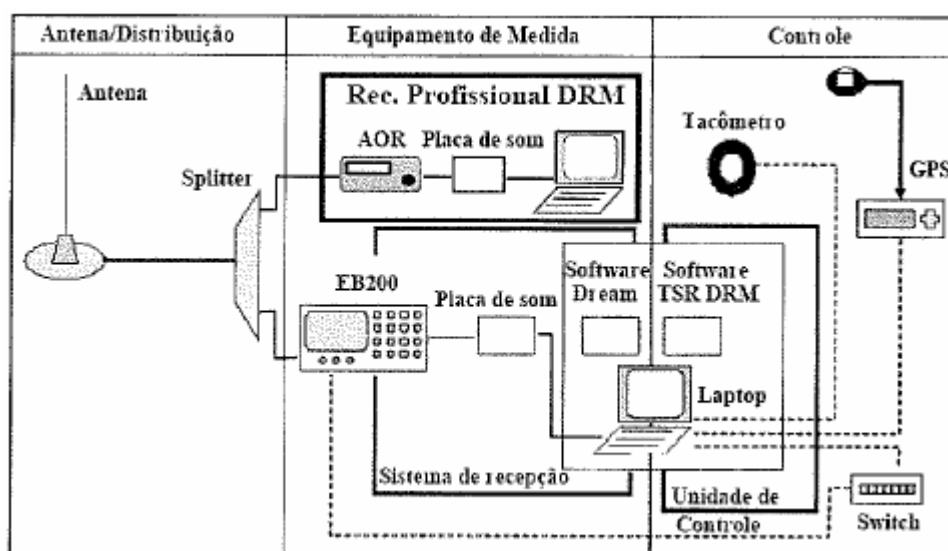 Antena/Distribuição
Equipamento de Medida
Controle
Antena
Splitter
Rec. Profissional DRM
AOR
Placa de som
EB200
Placa de som
Sistema de recepção
Software
Dream
Software
TSR DRM
Laptop
Unidade de
Controle
Tacômetro
GPS
Switch